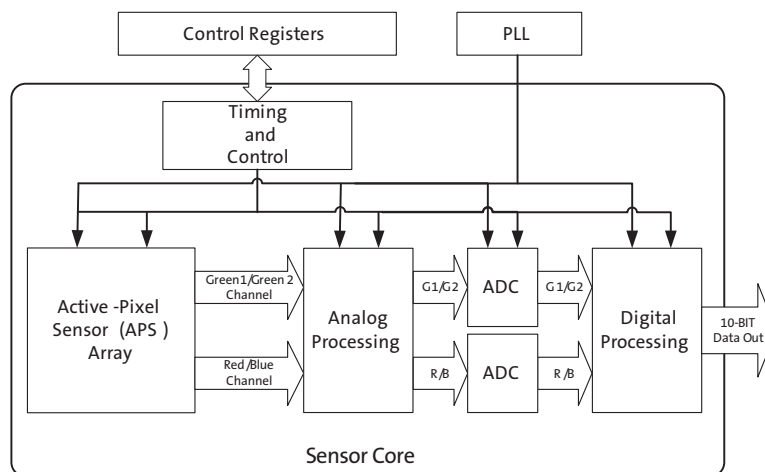 Control Registers
PLL
Timing
and
Control
Active -Pixel
Sensor (APS )
Array
Green1/Green 2
Channel
Red /Blue
Channel
Analog
Processing
G1/G2
R /B
ADC
ADC
G1/G2
R /B
Digital
Processing
10-BIT
Data Out
Sensor Core